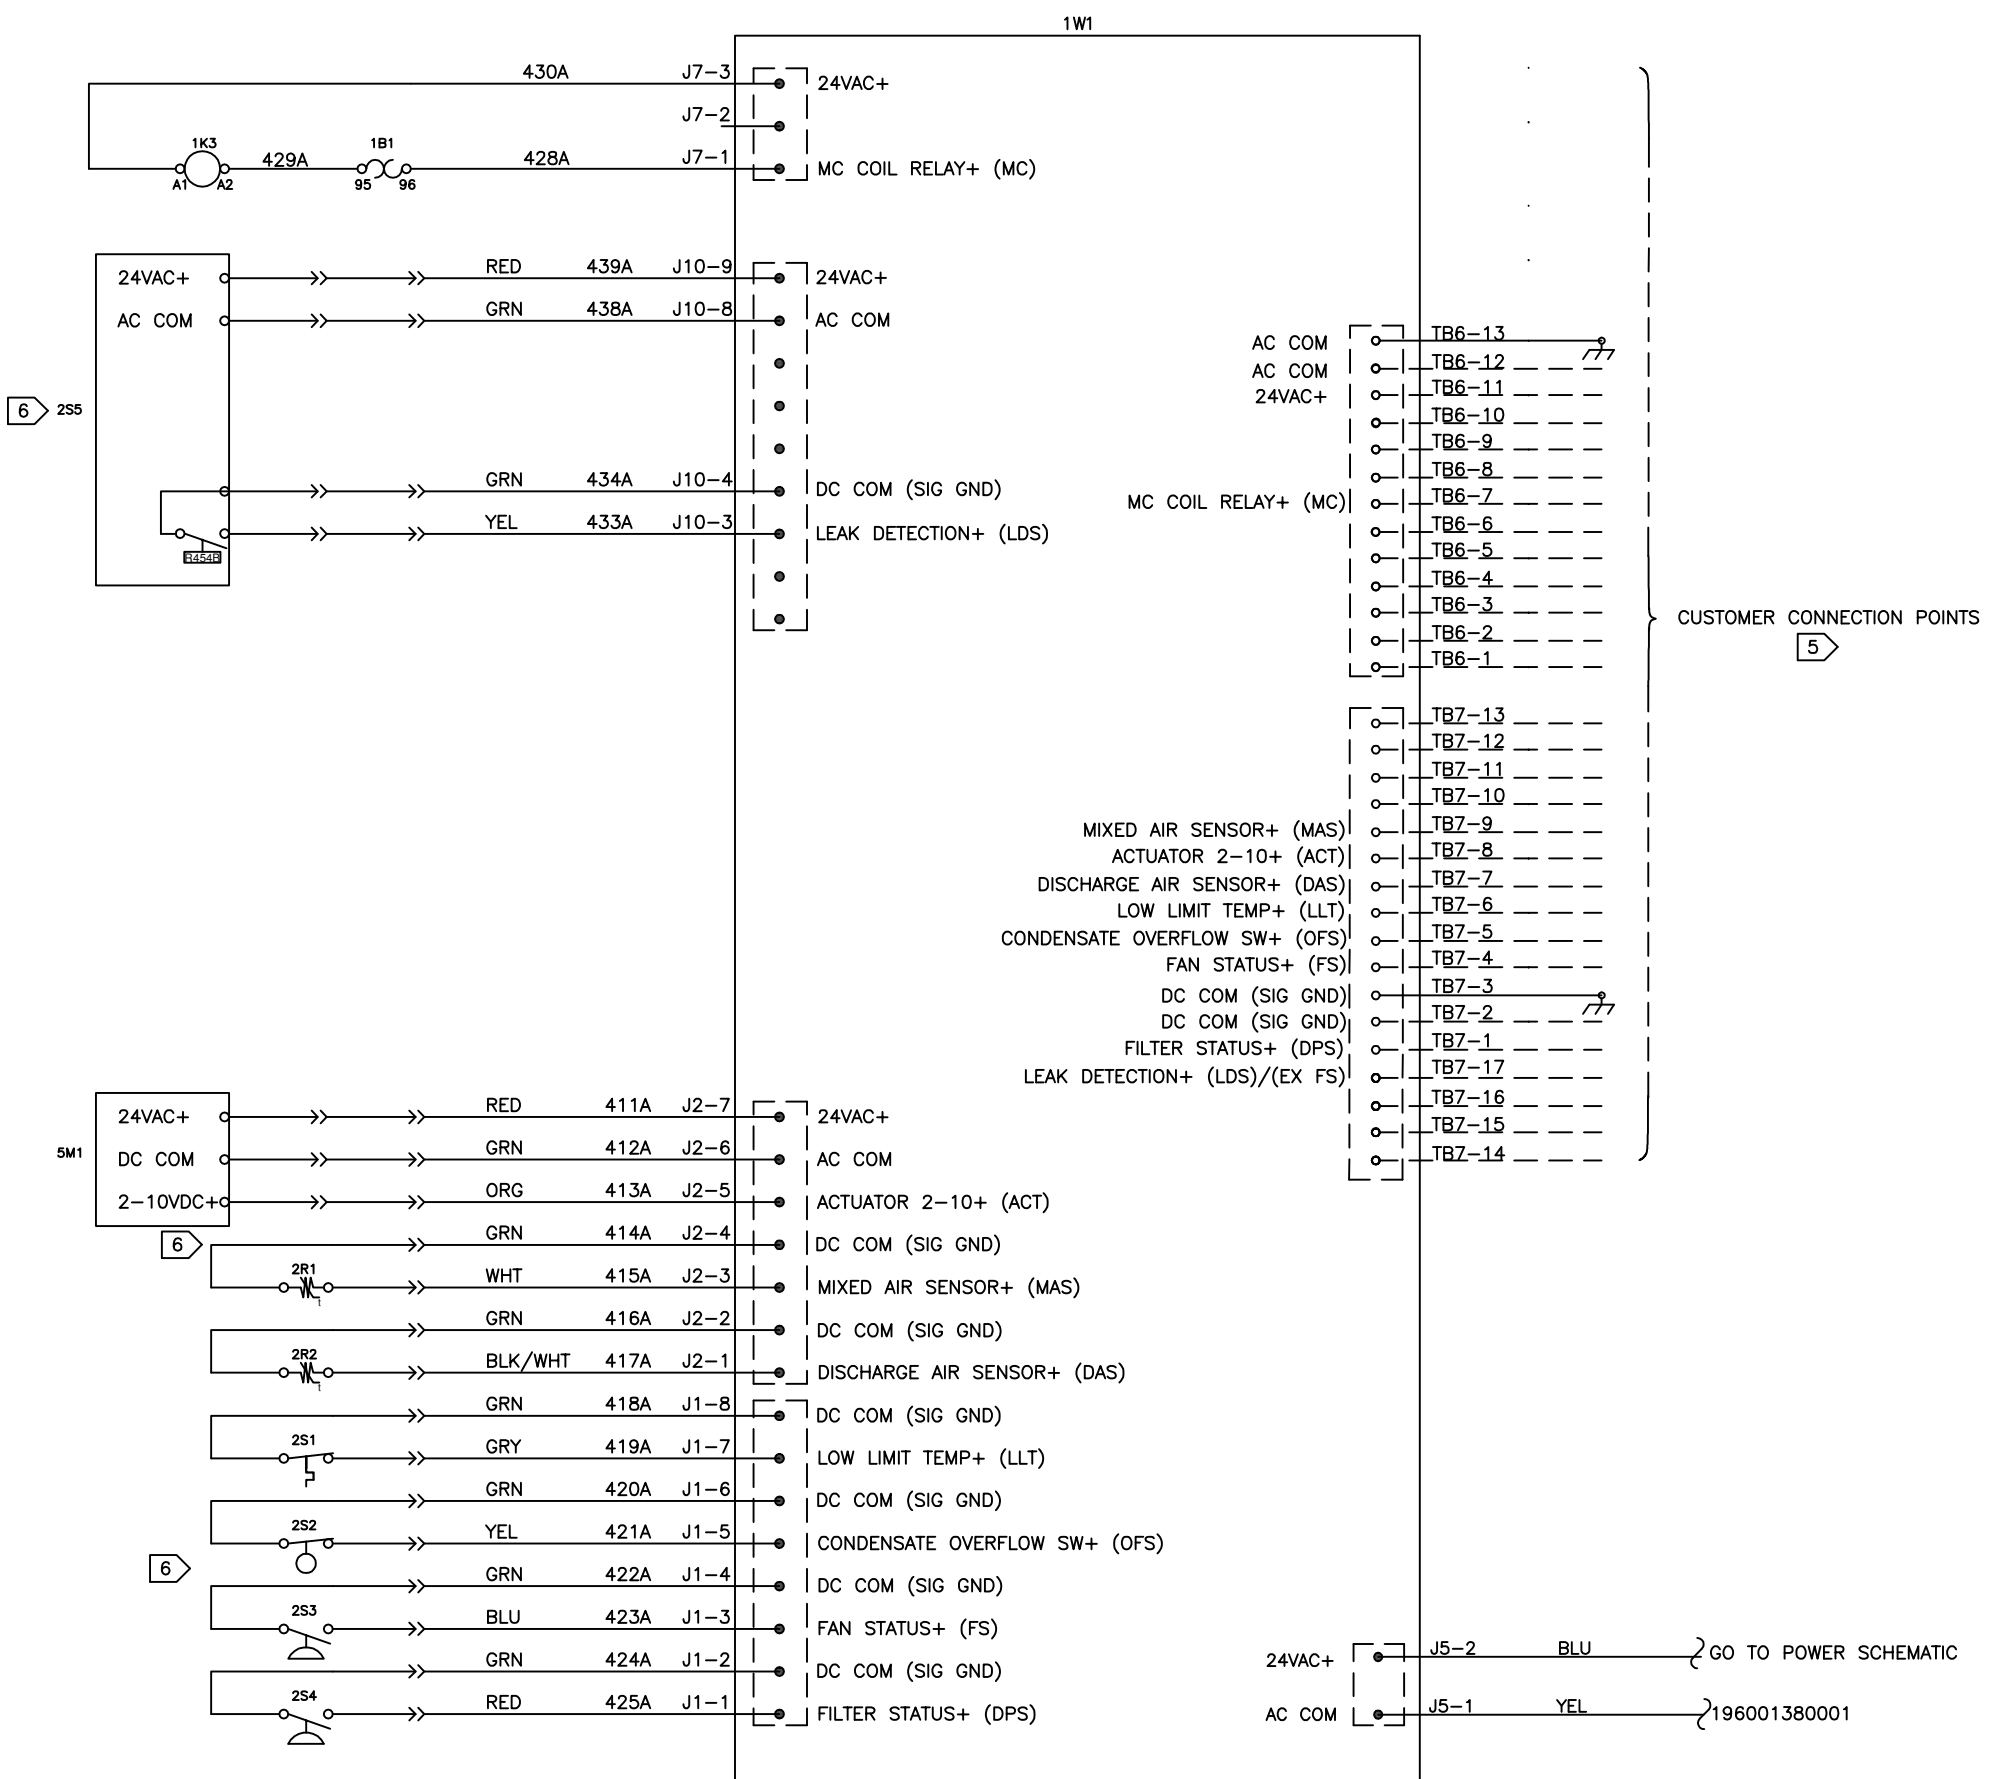 1W1
430A J7-3 24VAC+
J7-2
1K3 1B1
429A 428A J7-1 MC COIL RELAY+ (MC)
A1 A2 95 96
24VAC+ RED 439A J10-9 24VAC+
AC COM GRN 438A J10-8 AC COM
6 2S5
GRN 434A J10-4 DC COM (SIG GND)
YEL 433A J10-3 LEAK DETECTION+ (LDS)
R454B
AC COM TB6-13
AC COM TB6-12
24VAC+ TB6-11
TB6-10
TB6-9
TB6-8
MC COIL RELAY+ (MC) TB6-7
TB6-6
TB6-5
TB6-4
TB6-3
TB6-2
TB6-1
CUSTOMER CONNECTION POINTS
5
TB7-13
TB7-12
TB7-11
TB7-10
MIXED AIR SENSOR+ (MAS) TB7-9
ACTUATOR 2-10+ (ACT) TB7-8
DISCHARGE AIR SENSOR+ (DAS) TB7-7
LOW LIMIT TEMP+ (LLT) TB7-6
CONDENSATE OVERFLOW SW+ (OFS) TB7-5
FAN STATUS+ (FS) TB7-4
DC COM (SIG GND) TB7-3
DC COM (SIG GND) TB7-2
FILTER STATUS+ (DPS) TB7-1
LEAK DETECTION+ (LDS)/(EX FS) TB7-17
TB7-16
TB7-15
TB7-14
5M1
24VAC+ RED 411A J2-7 24VAC+
DC COM GRN 412A J2-6 AC COM
2-10VDC+ ORG 413A J2-5 ACTUATOR 2-10+ (ACT)
6 GRN 414A J2-4 DC COM (SIG GND)
2R1 t WHT 415A J2-3 MIXED AIR SENSOR+ (MAS)
GRN 416A J2-2 DC COM (SIG GND)
2R2 t BLK/WHT 417A J2-1 DISCHARGE AIR SENSOR+ (DAS)
GRN 418A J1-8 DC COM (SIG GND)
2S1 GRY 419A J1-7 LOW LIMIT TEMP+ (LLT)
GRN 420A J1-6 DC COM (SIG GND)
2S2 YEL 421A J1-5 CONDENSATE OVERFLOW SW+ (OFS)
6
GRN 422A J1-4 DC COM (SIG GND)
2S3 BLU 423A J1-3 FAN STATUS+ (FS)
GRN 424A J1-2 DC COM (SIG GND)
2S4 RED 425A J1-1 FILTER STATUS+ (DPS)
24VAC+ J5-2 BLU GO TO POWER SCHEMATIC
AC COM J5-1 YEL 196001380001